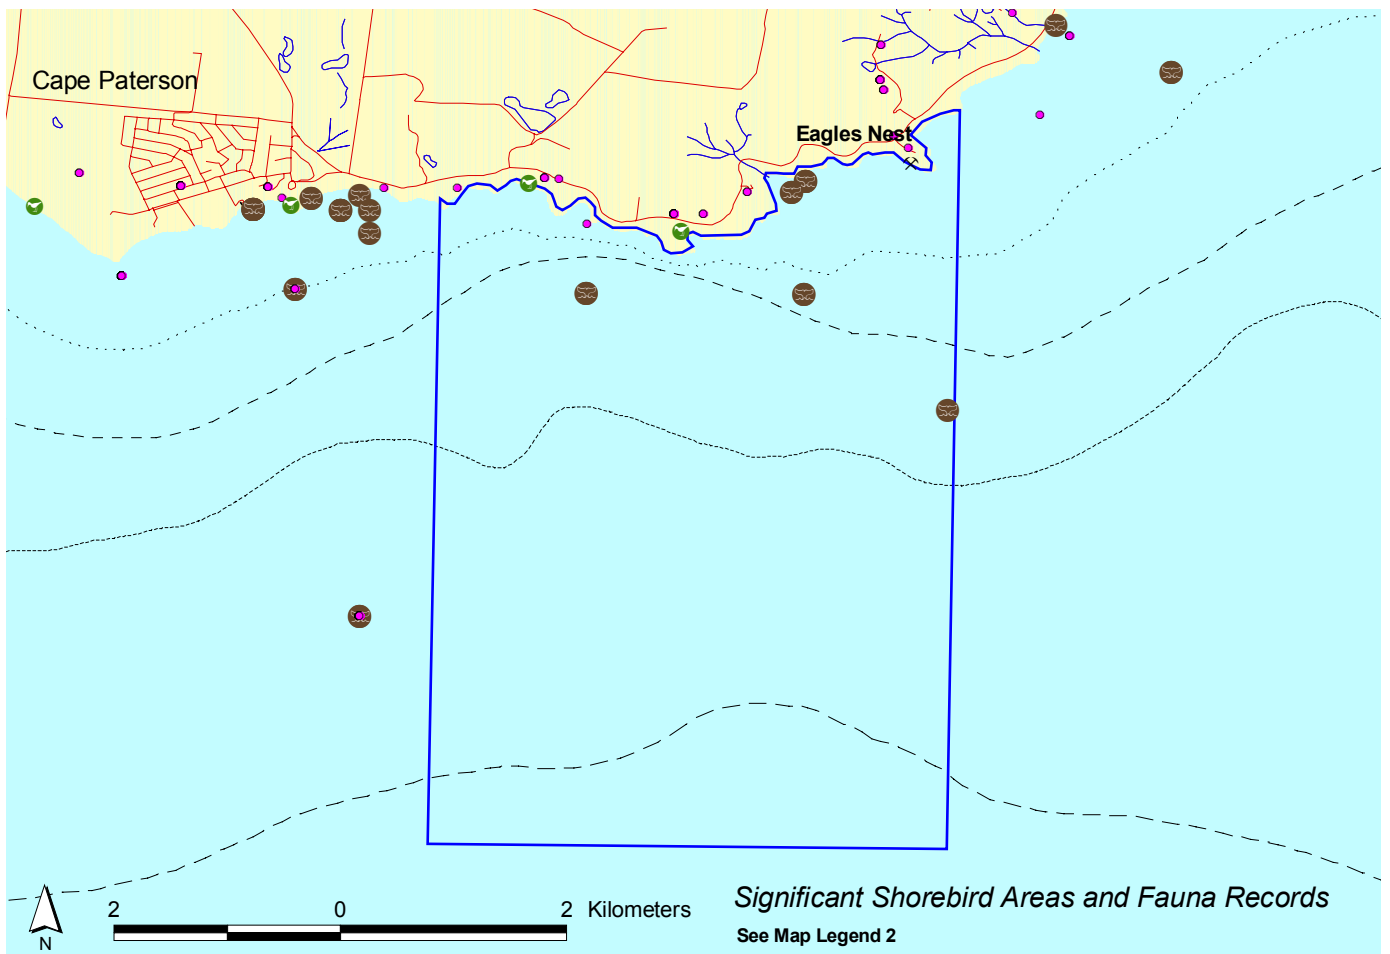 Cape Paterson
Eagles Nest
2 0 2 Kilometers
N
Significant Shorebird Areas and Fauna Records
See Map Legend 2